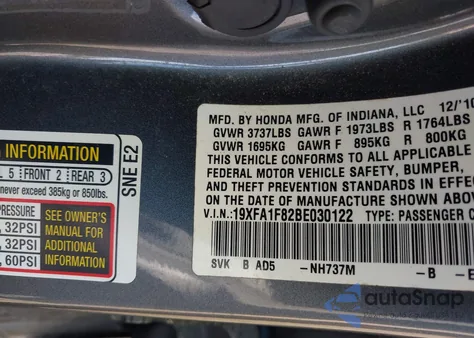 G INFORMATION
L 5 FRONT 2 REAR 3
never exceed 385kg or 850lbs.
PRESSURE
, 32PSI
, 32PSI
, 60PSI
SEE OWNER'S
MANUAL FOR
ADDITIONAL
INFORMATION
SNE E2
MFD. BY HONDA MFG. OF INDIANA, LLC 12/'10
GVWR 3737LBS GAWR F 1973LBS R 1764LBS
GVWR 1695KG GAWR F 895KG R 800KG
THIS VEHICLE CONFORMS TO ALL APPLICABLE
FEDERAL MOTOR VEHICLE SAFETY, BUMPER,
AND THEFT PREVENTION STANDARDS IN EFFECT
ON THE DATE OF MANUFACTURE SHOWN
V.I.N.:19XFA1F82BE030122 TYPE: PASSENGER C
SVK B AD5 -NH737M -B -E
autoSnap